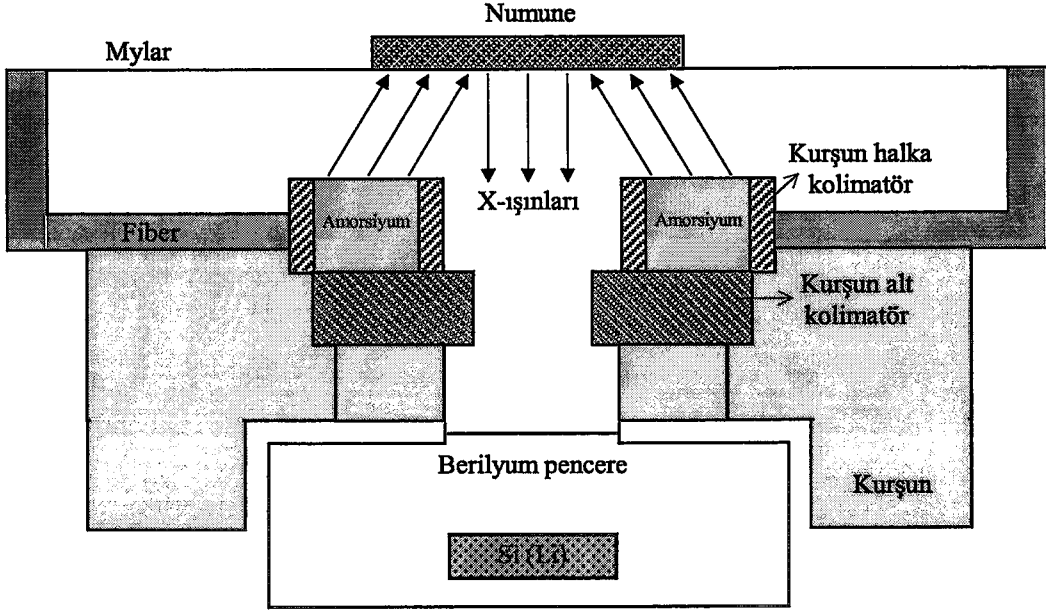 Numune
Mylar
Kurşun halka
kolimatör
X-ışınları
Amorsiyum
Amorsiyum
Fiber
Kurşun alt
kolimatör
Berilyum pencere
Kurşun
Si (Li)